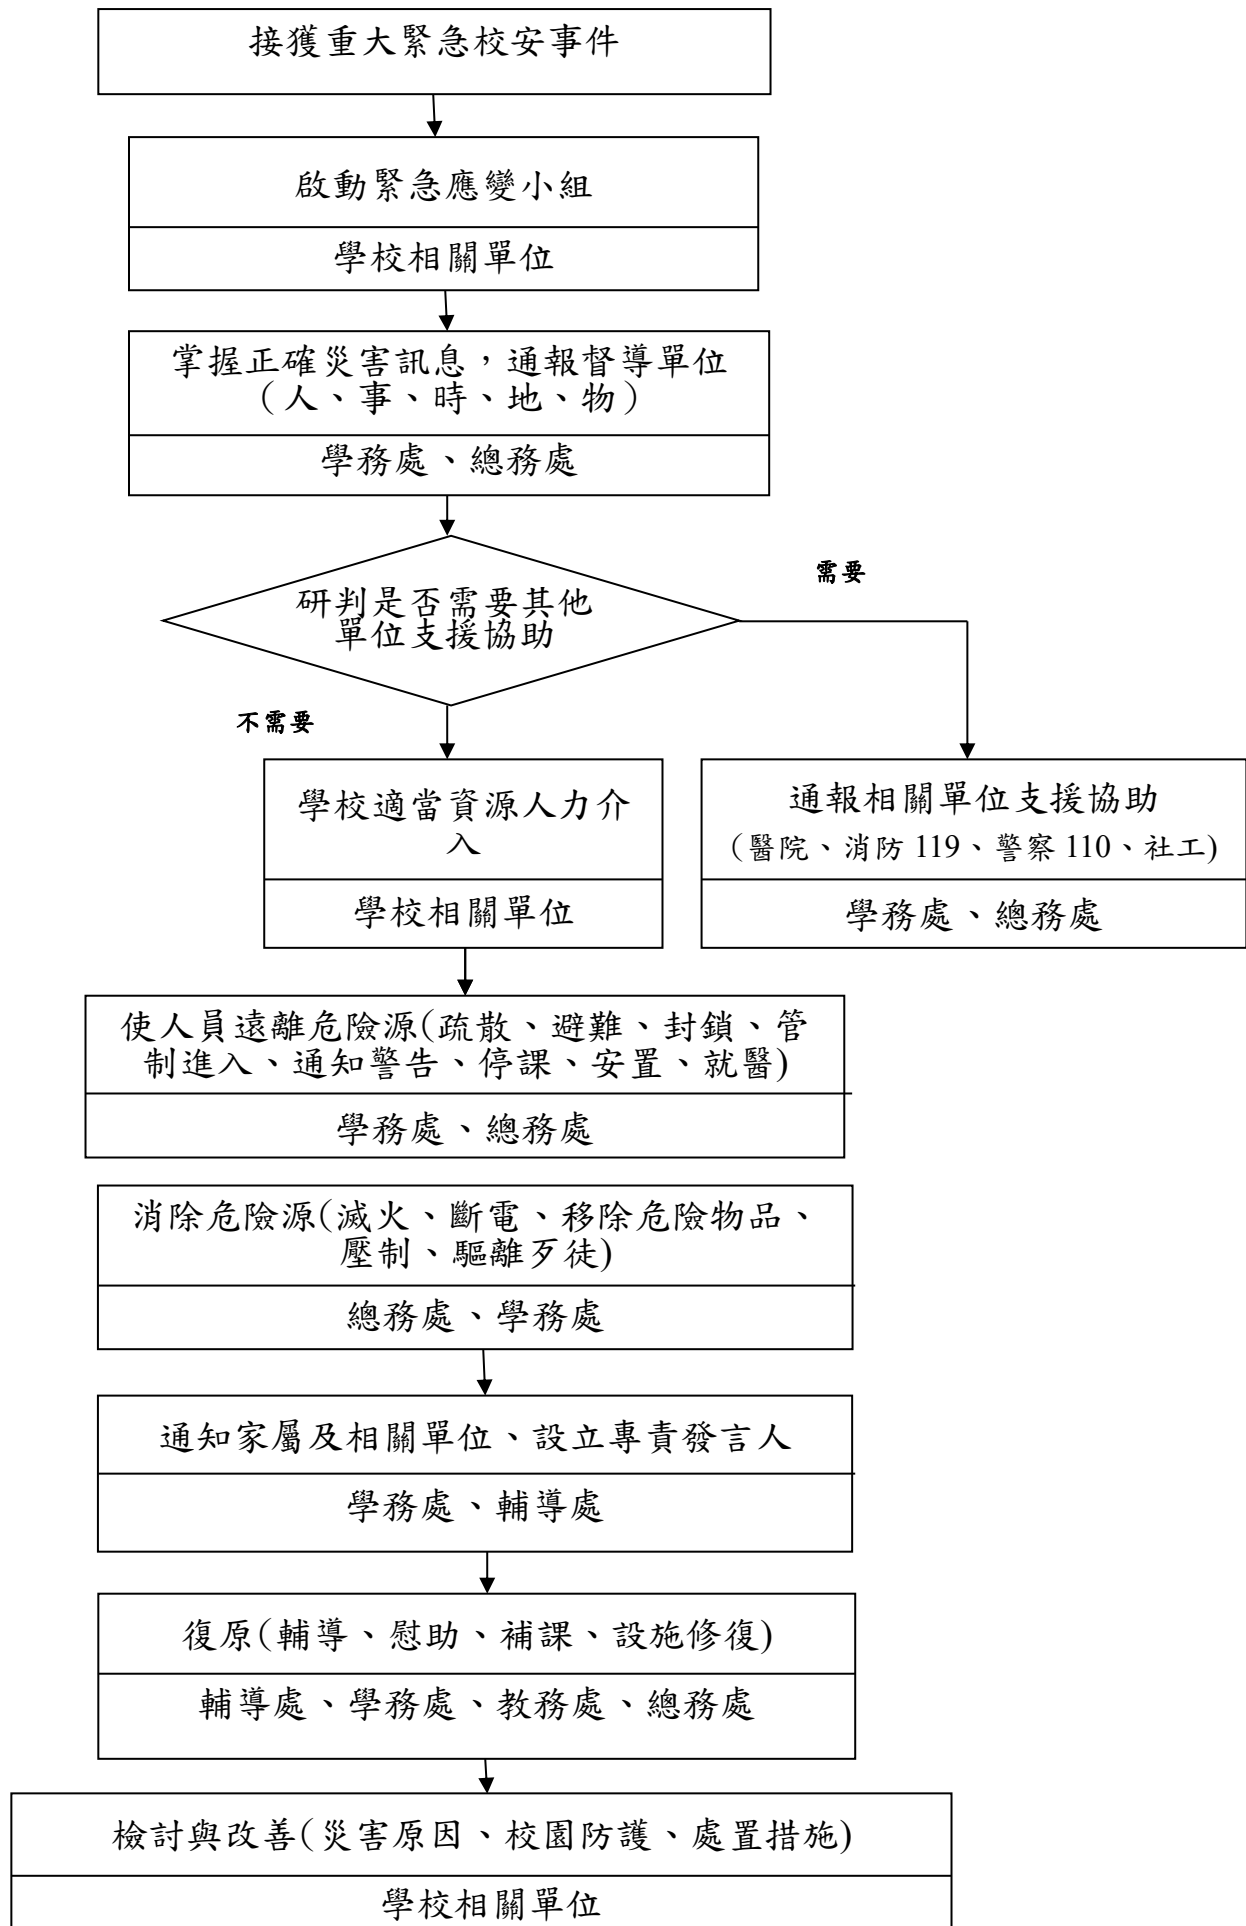 接獲重大緊急校安事件
啟動緊急應變小組
學校相關單位
掌握正確災害訊息，通報督導單位
（人、事、時、地、物）
學務處、總務處
研判是否需要其他
單位支援協助
需要
不需要
學校適當資源人力介
入
學校相關單位
通報相關單位支援協助
（醫院、消防 119、警察 110、社工)
學務處、總務處
使人員遠離危險源(疏散、避難、封鎖、管
制進入、通知警告、停課、安置、就醫)
學務處、總務處
消除危險源(滅火、斷電、移除危險物品、
壓制、驅離歹徒)
總務處、學務處
通知家屬及相關單位、設立專責發言人
學務處、輔導處
復原(輔導、慰助、補課、設施修復)
輔導處、學務處、教務處、總務處
檢討與改善(災害原因、校園防護、處置措施)
學校相關單位